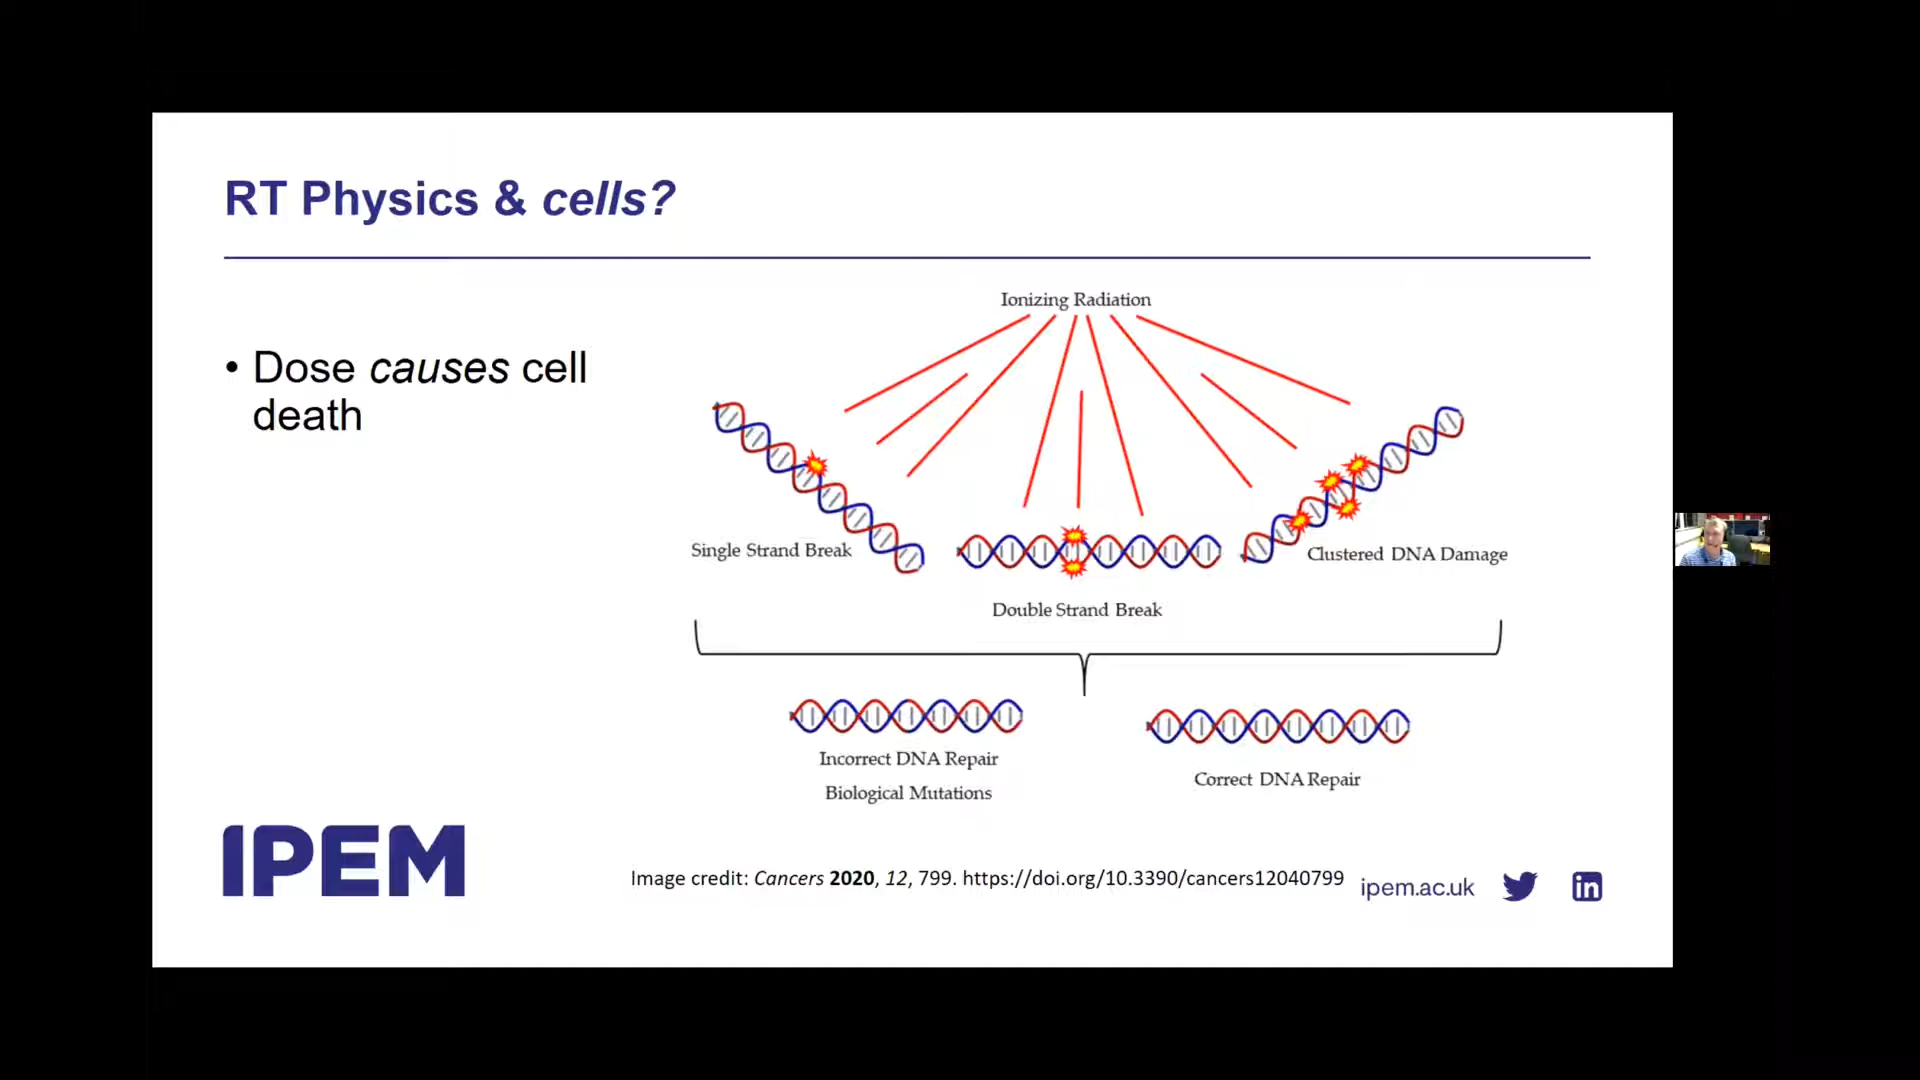 RT Physics & cells?
• Dose causes cell
death
Ionizing Radiation
Single Strand Break
Double Strand Break
Clustered DNA Damage
Incorrect DNA Repair
Biological Mutations
Correct DNA Repair
IPEM
Image credit: Cancers 2020, 12, 799. https://doi.org/10.3390/cancers12040799
ipem.ac.uk
in